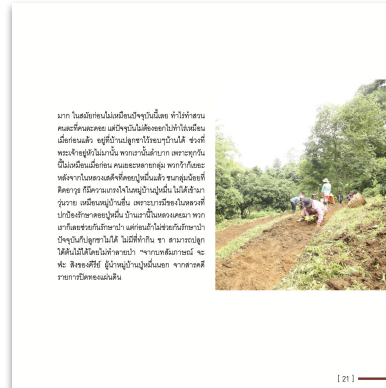 มาก ในสมัยก่อนไม่เหมือนปัจจุบันนี้เลย ทำไร่ทำสวน
คนละที่คนละดอย แต่ปัจจุบันไม่ต้องออกไปทำไร่เหมือน
เมื่อก่อนแล้ว อยู่ที่บ้านปลูกชาไว้รอบๆบ้านได้ ช่วงที่
พระเจ้าอยู่หัวไม่มานั้น พวกเรานั้นลำบาก เพราะทุกวัน
นี้ไม่เหมือนเมื่อก่อน คนเยอะหลายกลุ่ม พวกว้าก็เยอะ
หลังจากในหลวงเสด็จที่ดอยปู่หมื่นแล้ว ชนกลุ่มน้อยที่
ติดอาวุธ ก็มีความเกรงใจในหมู่บ้านปู่หมื่น ไม่ได้เข้ามา
วุ่นวาย เหมือนหมู่บ้านอื่น เพราะบารมีของในหลวงที่
ปกป้องรักษาดอยปู่หมื่น บ้านเรานี้ในหลวงเคยมา พวก
เราก็เลยช่วยกันรักษาป่า แต่ก่อนถ้าไม่ช่วยกันรักษาป่า
ปัจจุบันก็ปลูกชาไม่ได้ ไม่มีที่ทำกิน ชา สามารถปลูก
ใต้ต้นไม้ได้โดยไม่ทำลายป่า "จากบทสัมภาษณ์ จะ
ฟะ สิงของคีรีย์ ผู้นำหมู่บ้านปู่หมื่นนอก จากสารคดี
รายการปิดทองแผ่นดิน
[ 21 ]